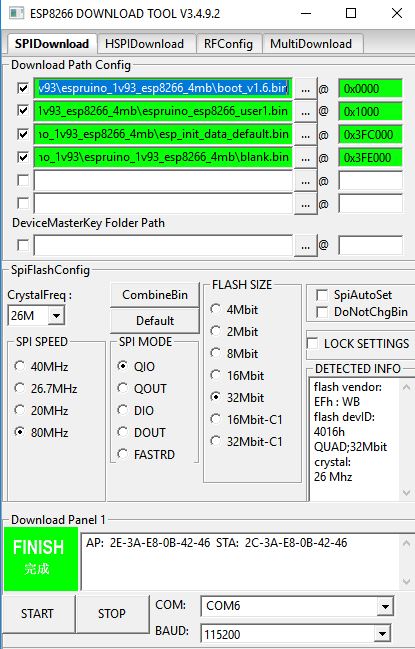 ESP8266 DOWNLOAD TOOL V3.4.9.2
SPIDownload HSPIDownload RFConfig MultiDownload
Download Path Config
v93\espruino_1v93_esp8266_4mb\boot_v1.6.bin ... @ 0x0000
1v93_esp8266_4mb\espruino_esp8266_user1.bin ... @ 0x1000
no_1v93_esp8266_4mb\esp_init_data_default.bin ... @ 0x3FC000
no_1v93_esp8266_4mb\blank.bin ... @ 0x3FE000
... @
... @
DeviceMasterKey Folder Path
... @
SpiFlashConfig
CrystalFreq :
26M
CombineBin
Default
SPI SPEED
40MHz
26.7MHz
20MHz
80MHz
SPI MODE
QIO
QOUT
DIO
DOUT
FASTRD
FLASH SIZE
4Mbit
2Mbit
8Mbit
16Mbit
32Mbit
16Mbit-C1
32Mbit-C1
SpiAutoSet
DoNotChgBin
LOCK SETTINGS
DETECTED INFO
flash vendor:
EFh : WB
flash devID:
4016h
QUAD;32Mbit
crystal:
26 Mhz
Download Panel 1
FINISH
完成
AP: 2E-3A-E8-0B-42-46 STA: 2C-3A-E8-0B-42-46
START STOP
COM: COM6
BAUD: 115200